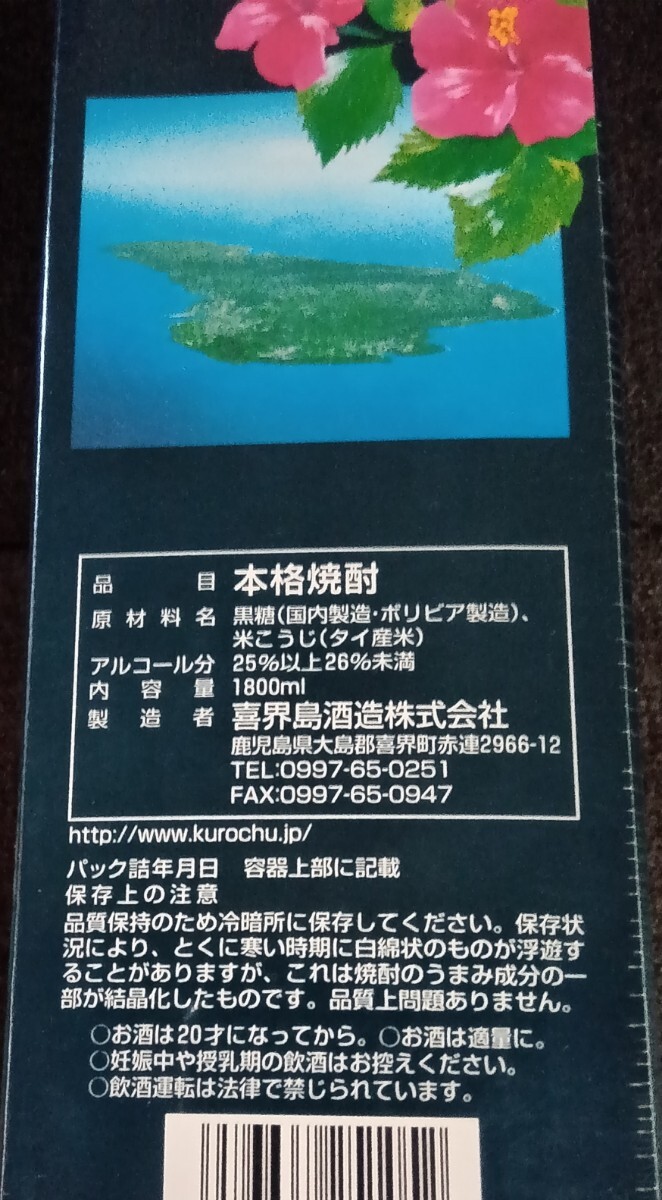 品目 本格焼酎
原材料名 黒糖(国内製造・ボリビア製造)、
米こうじ(タイ産米)
アルコール分 25%以上26%未満
内容量 1800ml
製造者 喜界島酒造株式会社
鹿児島県大島郡喜界町赤連2966-12
TEL:0997-65-0251
FAX:0997-65-0947
http://www.kurochu.jp/
パック詰年月日 容器上部に記載
保存上の注意
品質保持のため冷暗所に保存してください。保存状
況により、とくに寒い時期に白綿状のものが浮遊す
ることがありますが、これは焼酎のうまみ成分の一
部が結晶化したものです。品質上問題ありません。
○お酒は20才になってから。○お酒は適量に。
○妊娠中や授乳期の飲酒はお控えください。
○飲酒運転は法律で禁じられています。